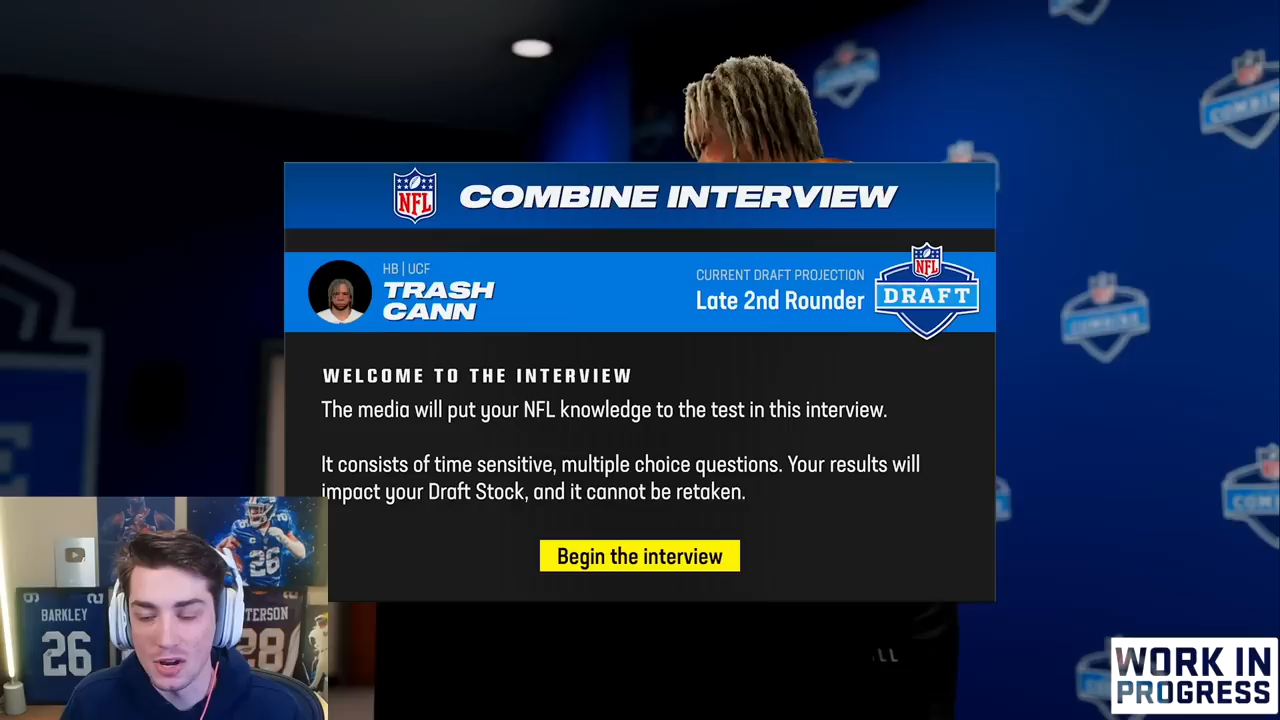 NFL
COMBINE INTERVIEW
HB | UCF
TRASH
CANN
CURRENT DRAFT PROJECTION
Late 2nd Rounder
NFL
DRAFT
WELCOME TO THE INTERVIEW
The media will put your NFL knowledge to the test in this interview.
It consists of time sensitive, multiple choice questions. Your results will
impact your Draft Stock, and it cannot be retaken.
Begin the interview
26
BARKLEY
26
TERSON
28
WORK IN
PROGRESS